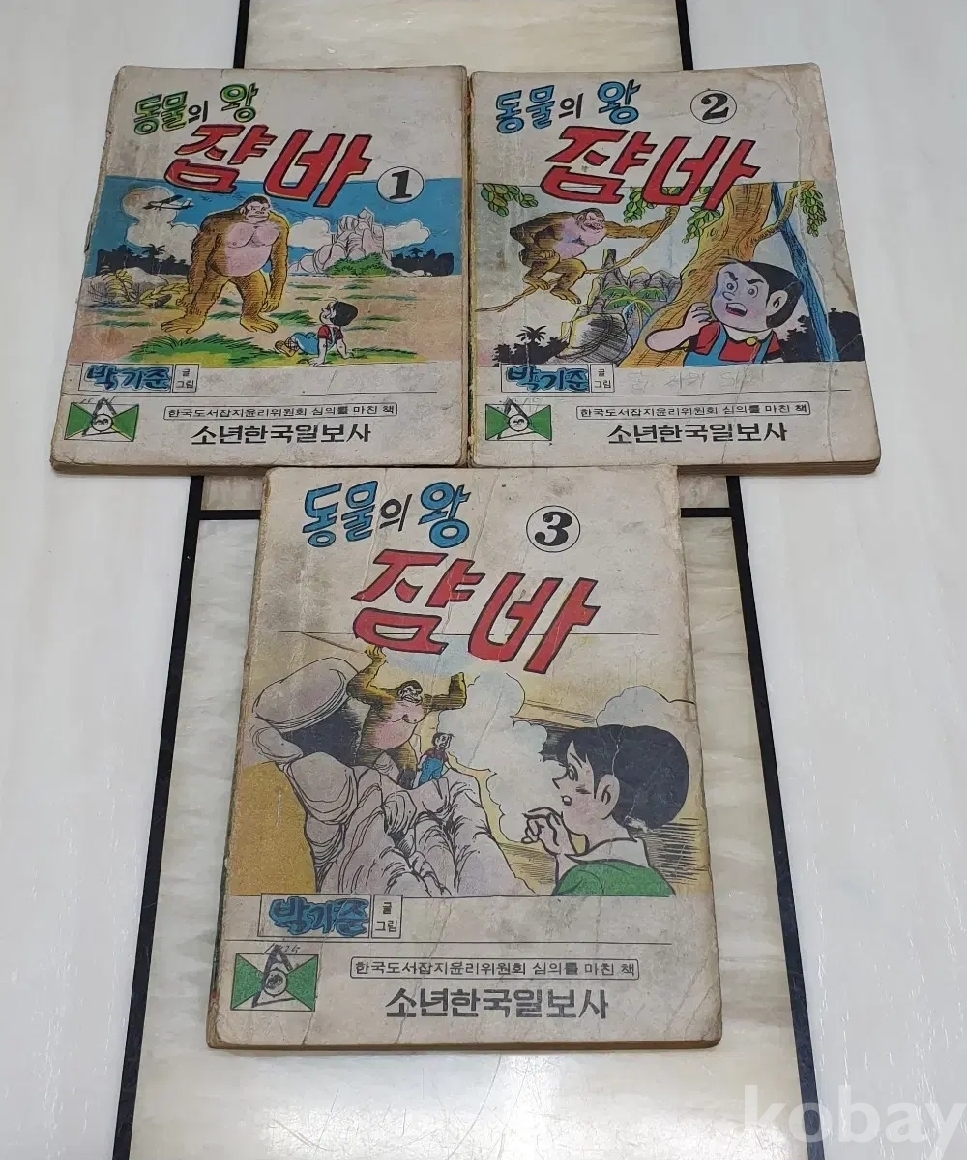 동물의 왕
쟘바
1
박기준
글
그림
한국도서잡지윤리위원회 심의를 마친 책
소년한국일보사
동물의 왕
2
쟘바
박기준
글
그림
한국도서잡지윤리위원회 심의를 마친 책
소년한국일보사
동물의 왕
3
쟘바
박기준
글
그림
한국도서잡지윤리위원회 심의를 마친 책
소년한국일보사
kobay